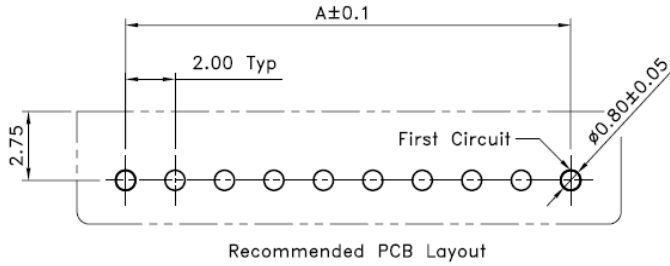 A±0.1
2.00 Typ
2.75
First Circuit
ø0.80±0.05
Recommended PCB Layout